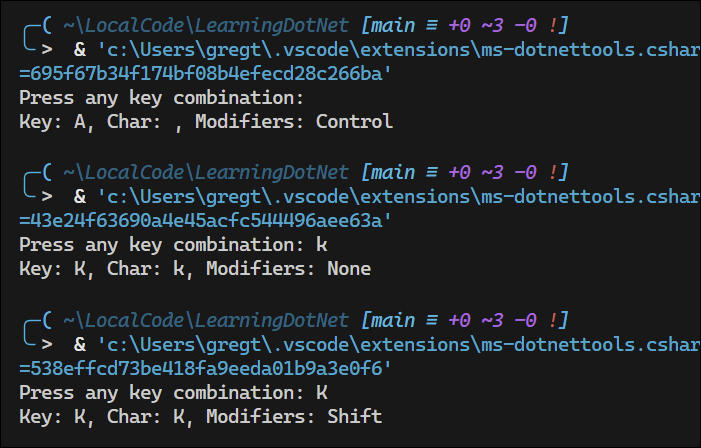 ( ~\LocalCode\LearningDotNet [main ≡ +0 ~3 -0 !]
> & 'c:\Users\gregt\.vscode\extensions\ms-dotnettools.cshar
=695f67b34f174bf08b4efecd28c266ba'
Press any key combination:
Key: A, Char: , Modifiers: Control
( ~\LocalCode\LearningDotNet [main ≡ +0 ~3 -0 !]
> & 'c:\Users\gregt\.vscode\extensions\ms-dotnettools.cshar
=43e24f63690a4e45acfc544496aee63a'
Press any key combination: k
Key: K, Char: k, Modifiers: None
( ~\LocalCode\LearningDotNet [main ≡ +0 ~3 -0 !]
> & 'c:\Users\gregt\.vscode\extensions\ms-dotnettools.cshar
=538effcd73be418fa9eeda01b9a3e0f6'
Press any key combination: K
Key: K, Char: K, Modifiers: Shift